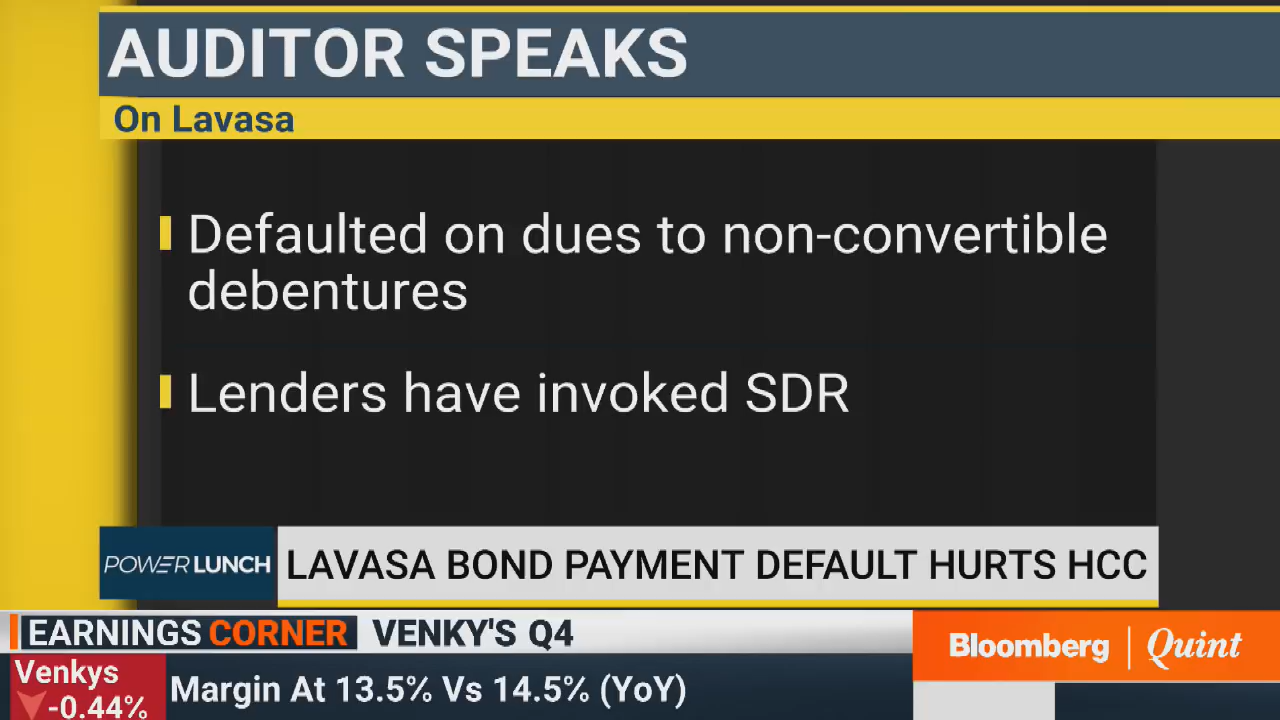 AUDITOR SPEAKS
On Lavasa
Defaulted on dues to non-convertible
debentures
Lenders have invoked SDR
POWER LUNCH
LAVASA BOND PAYMENT DEFAULT HURTS HCC
EARNINGS CORNER VENKY'S Q4
Bloomberg | Quint
Venkys
-0.44%
Margin At 13.5% Vs 14.5% (YoY)